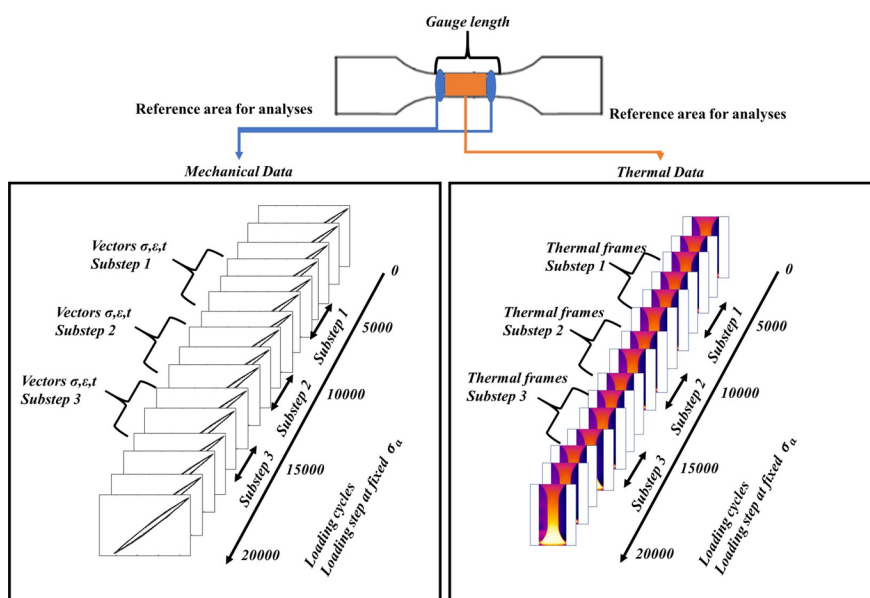 Gauge length
Reference area for analyses
Reference area for analyses
Mechanical Data
Vectors σ,ε,t
Substep 1
Vectors σ,ε,t
Substep 2
Vectors σ,ε,t
Substep 3
Substep 1
Substep 2
Substep 3
0
5000
10000
15000
20000
Loading cycles
Loading step at fixed σa
Thermal Data
Thermal frames
Substep 1
Thermal frames
Substep 2
Thermal frames
Substep 3
Substep 1
Substep 2
Substep 3
0
5000
10000
15000
20000
Loading cycles
Loading step at fixed σa